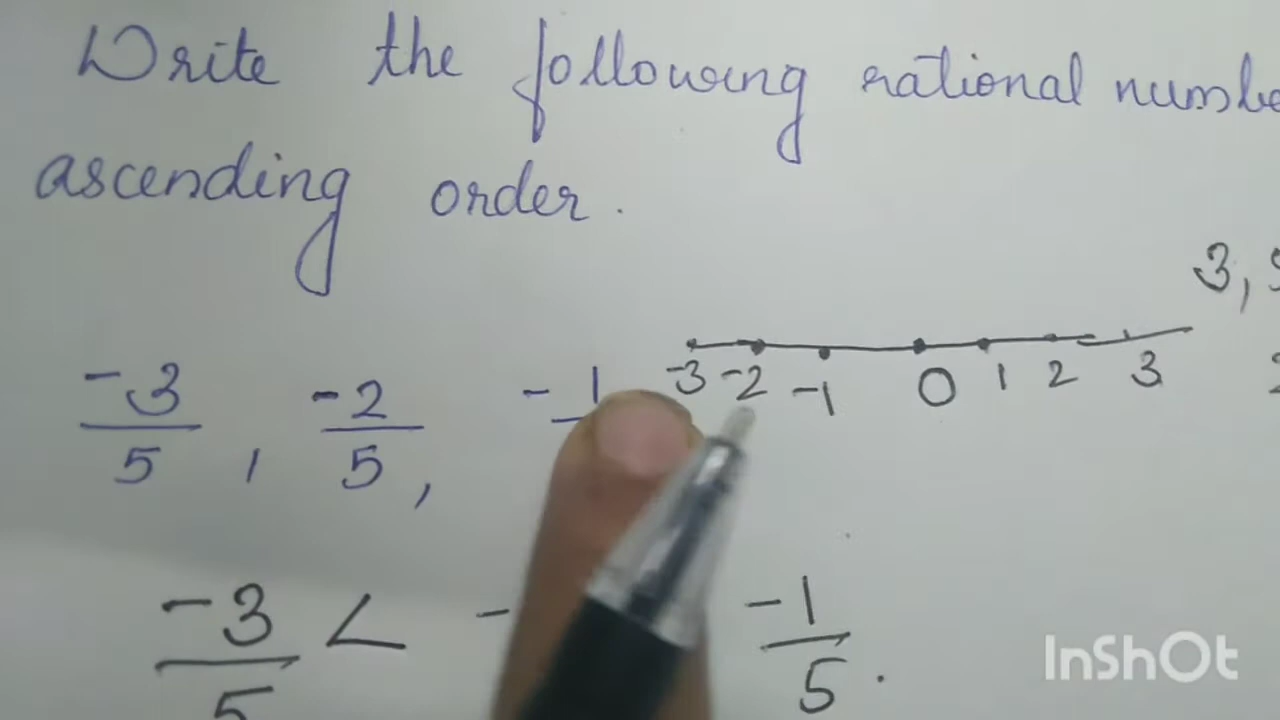 Write the following rational numbe
ascending order.
3,
-3 -2 -1 0 1 2 3
-3/5, -2/5, -1
-3/5 < - -1/5.
InShOt